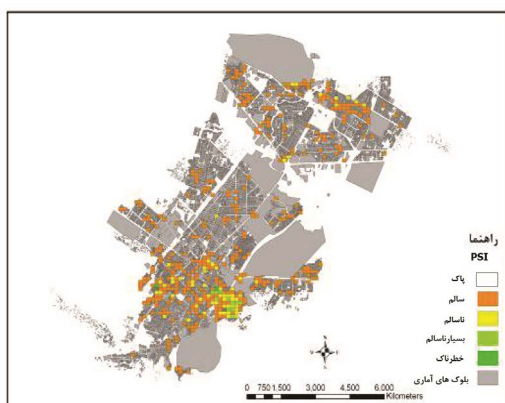 راهنما
PSI
پاک
سالم
ناسالم
بسیارناسالم
خطرناک
بلوک های آماری
0 750 1.500 3,000 4,500 6,000
Kilometers